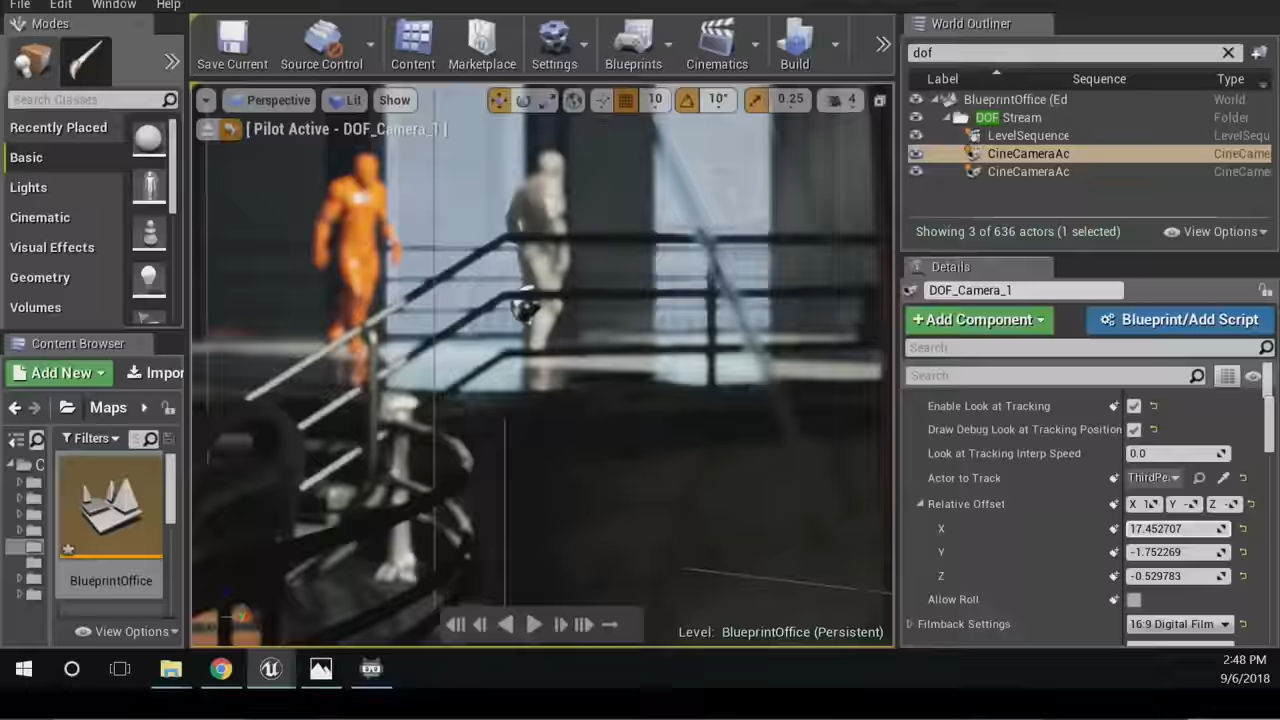 File Edit Window Help
Modes
Search Classes
Recently Placed
Basic
Lights
Cinematic
Visual Effects
Geometry
Volumes
Content Browser
Add New
Impor
Maps
Filters
BlueprintOffice
View Options
Save Current
Source Control
Content
Marketplace
Settings
Blueprints
Cinematics
Build
Perspective
Lit
Show
10
10°
0.25
4
[ Pilot Active - DOF_Camera_1 ]
Level: BlueprintOffice (Persistent)
World Outliner
dof
Label Sequence Type
BlueprintOffice (Ed World
DOF Stream Folder
LevelSequence LevelSequ
CineCameraAc CineCame
CineCameraAc CineCame
Showing 3 of 636 actors (1 selected) View Options
Details
DOF_Camera_1
+Add Component
Blueprint/Add Script
Search
Search
Enable Look at Tracking
Draw Debug Look at Tracking Position
Look at Tracking Interp Speed 0.0
Actor to Track ThirdPe
Relative Offset X 1 Y - Z -
X 17.452707
Y -1.752269
Z -0.529783
Allow Roll
Filmback Settings 16:9 Digital Film
2:48 PM
9/6/2018